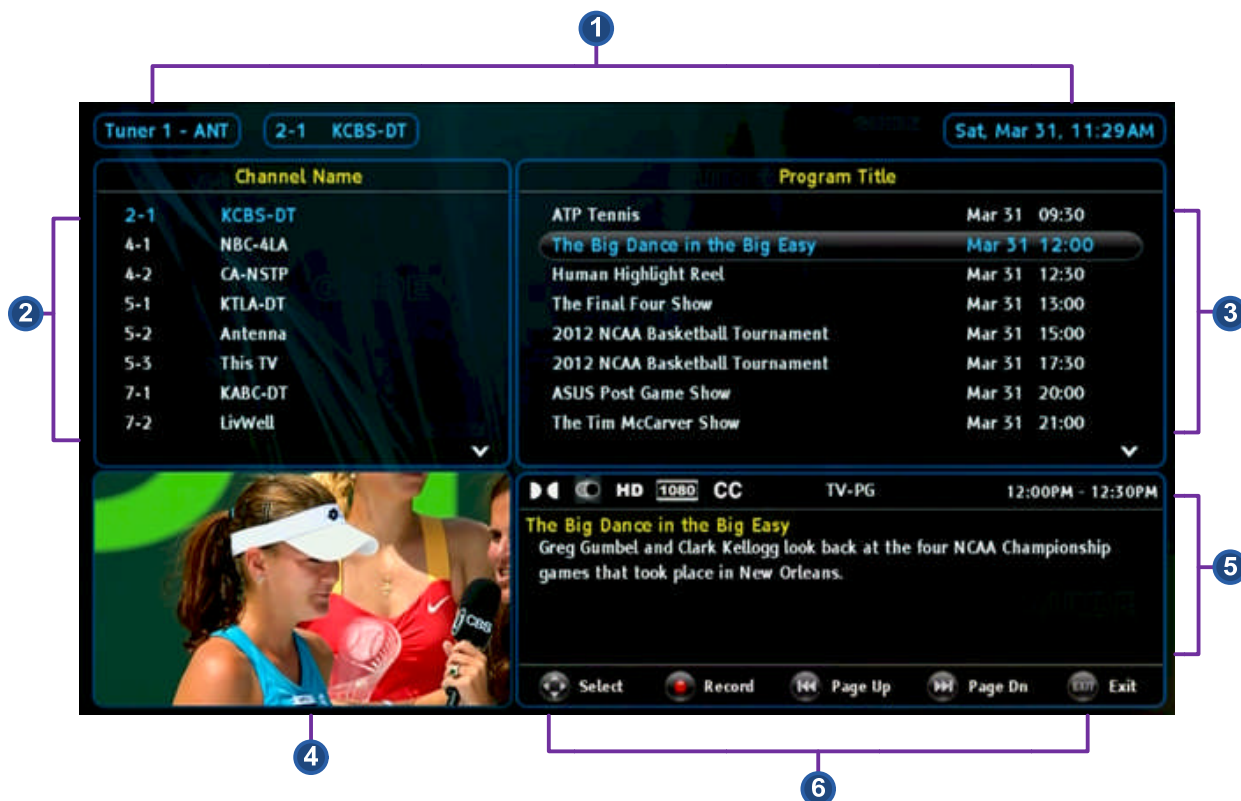 1
Tuner 1 - ANT 2-1 KCBS-DT Sat, Mar 31, 11:29AM
Channel Name
2-1 KCBS-DT
4-1 NBC-4LA
4-2 CA-NSTP
5-1 KTLA-DT
5-2 Antenna
5-3 This TV
7-1 KABC-DT
7-2 LivWell
2
Program Title
ATP Tennis Mar 31 09:30
The Big Dance in the Big Easy Mar 31 12:00
Human Highlight Reel Mar 31 12:30
The Final Four Show Mar 31 13:00
2012 NCAA Basketball Tournament Mar 31 15:00
2012 NCAA Basketball Tournament Mar 31 17:30
ASUS Post Game Show Mar 31 20:00
The Tim McCarver Show Mar 31 21:00
3
CBS
4
HD 1080 CC TV-PG 12:00PM - 12:30PM
The Big Dance in the Big Easy
Greg Gumbel and Clark Kellogg look back at the four NCAA Championship
games that took place in New Orleans.
5
Select Record Page Up Page Dn EXIT Exit
6